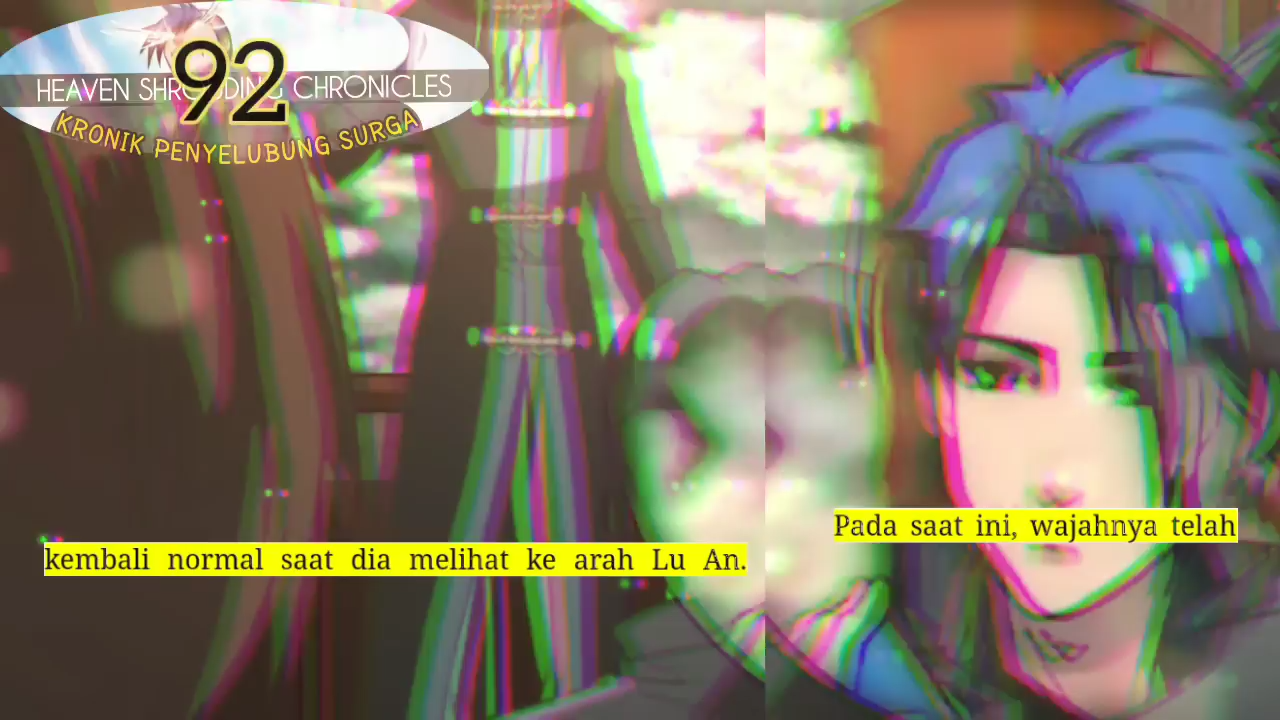 92
HEAVEN SHROUDING CHRONICLES
KRONIK PENYELUBUNG SURGA
Pada saat ini, wajahnya telah
kembali normal saat dia melihat ke arah Lu An.